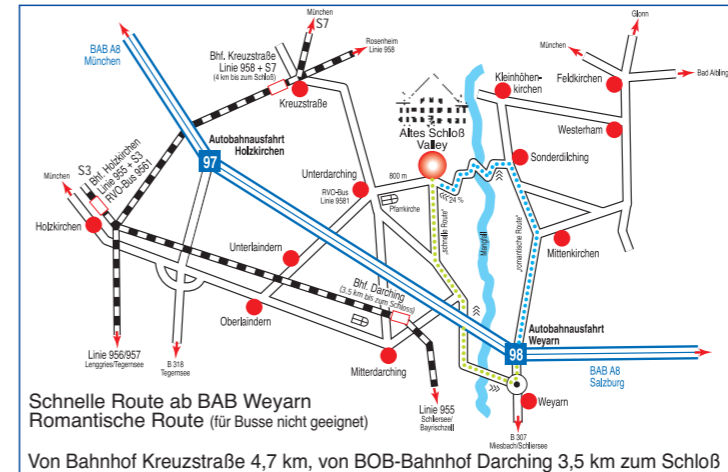 München
S7
BAB A8
München
Rosenheim
Linie 958
Bhf. Kreuzstraße
Linie 958 + S7
(4 km bis zum Schloß)
Kreuzstraße
Glonn
München
Bad Aibling
Feldkirchen
Kleinhöhen-
kirchen
Westerham
Altes Schloß
Valley
Sonderdilching
Autobahnausfahrt
Holzkirchen
97
München
S3
Bhf. Holzkirchen
Linie 955 + S3
RVO-Bus 9561
Holzkirchen
Unterdarching
RVO-Bus
Linie 9581
800 m
24 %
Pfarrkirche
"schnelle Route"
Mangfall
"romantische Route"
Mittenkirchen
Unterlaindern
Oberlaindern
Bhf. Darching
(3,5 km bis zum Schloss)
Mitterdarching
Autobahnausfahrt
Weyarn
98
BAB A8
Salzburg
Weyarn
Linie 956/957
Lenggries/Tegernsee
B 318
Tegernsee
Linie 955
Schliersee/
Bayrischzell
B 307
Miesbach/Schliersee
Schnelle Route ab BAB Weyarn
Romantische Route (für Busse nicht geeignet)
Von Bahnhof Kreuzstraße 4,7 km, von BOB-Bahnhof Darching 3,5 km zum Schloß